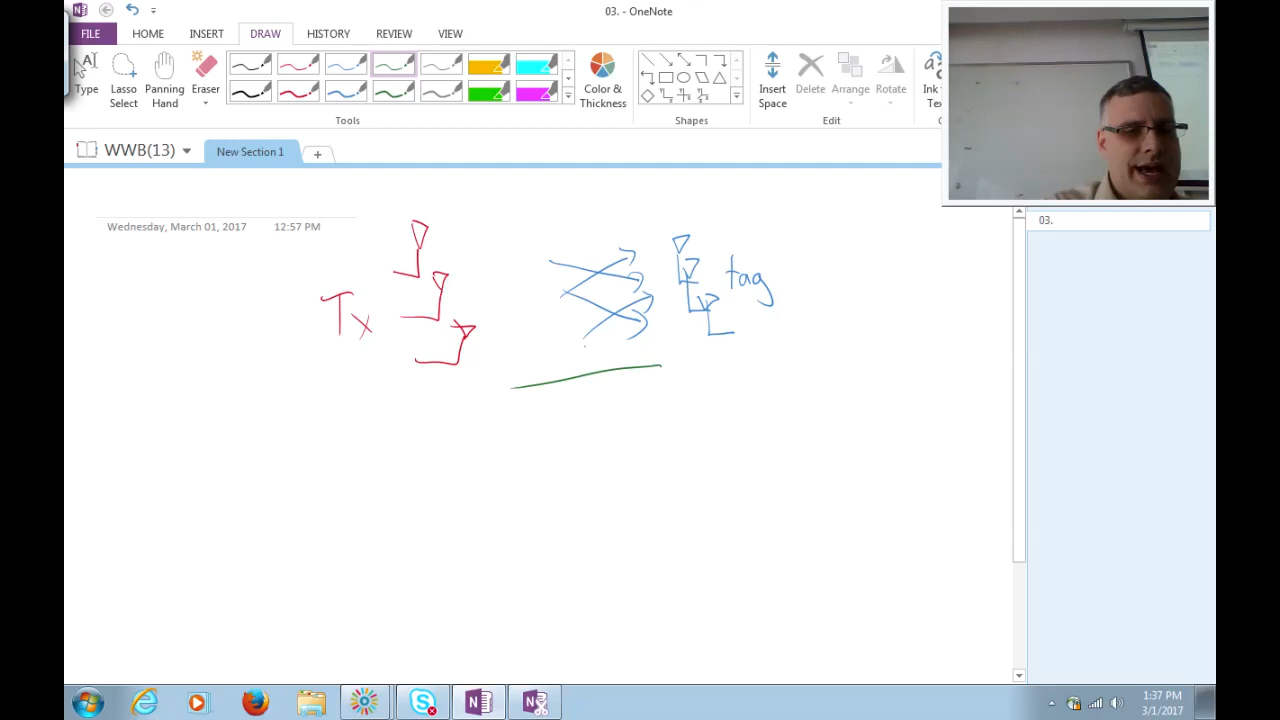 03. - OneNote
FILE HOME INSERT DRAW HISTORY REVIEW VIEW
Type
Lasso Select
Panning Hand
Eraser
Color & Thickness
Insert Space
Delete
Arrange
Rotate
Ink to
Tools
Shapes
Edit
WWB(13)
New Section 1
03.
Wednesday, March 01, 2017 12:57 PM
Tx
tag
1:37 PM
3/1/2017